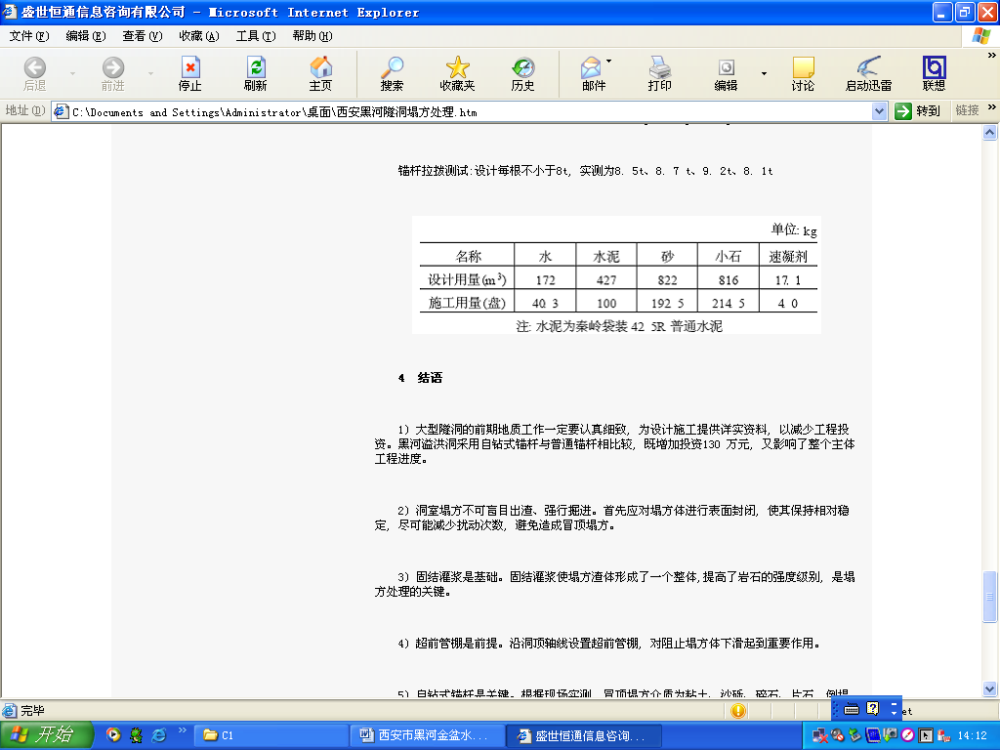 盛世恒通信息咨询有限公司 - Microsoft Internet Explorer
文件(F) 编辑(E) 查看(V) 收藏(A) 工具(T) 帮助(H)
后退 前进 停止 刷新 主页 搜索 收藏夹 历史 邮件 打印 编辑 讨论 启动迅雷 联想
地址(D) C:\Documents and Settings\Administrator\桌面\西安黑河隧洞塌方处理.htm 转到 链接
锚杆拉拨测试:设计每根不小于8t, 实测为8. 5t、8. 7 t、9. 2t、8. 1t
单位: kg
名称 水 水泥 砂 小石 速凝剂
设计用量(m³) 172 427 822 816 17. 1
施工用量(盘) 40. 3 100 192 5 214 5 4. 0
注: 水泥为秦岭袋装 42 5R 普通水泥
4 结语
1) 大型隧洞的前期地质工作一定要认真细致, 为设计施工提供详实资料, 以减少工程投
资。黑河溢洪洞采用自钻式锚杆与普通锚杆相比较, 既增加投资130 万元, 又影响了整个主体
工程进度。
2) 洞室塌方不可盲目出渣、强行掘进。首先应对塌方体进行表面封闭, 使其保持相对稳
定, 尽可能减少扰动次数, 避免造成冒顶塌方。
3) 固结灌浆是基础。固结灌浆使塌方渣体形成了一个整体,提高了岩石的强度级别, 是塌
方处理的关键。
4) 超前管棚是前提。沿洞顶轴线设置超前管棚, 对阻止塌方体下滑起到重要作用。
5) 自钻式锚杆是关键。根据现场实测, 冒顶塌方介质为粘土、沙砾、碎石、片石, 倒塌
完毕 et
开始 C1 西安市黑河金盆水... 盛世恒通信息咨询... 14:12